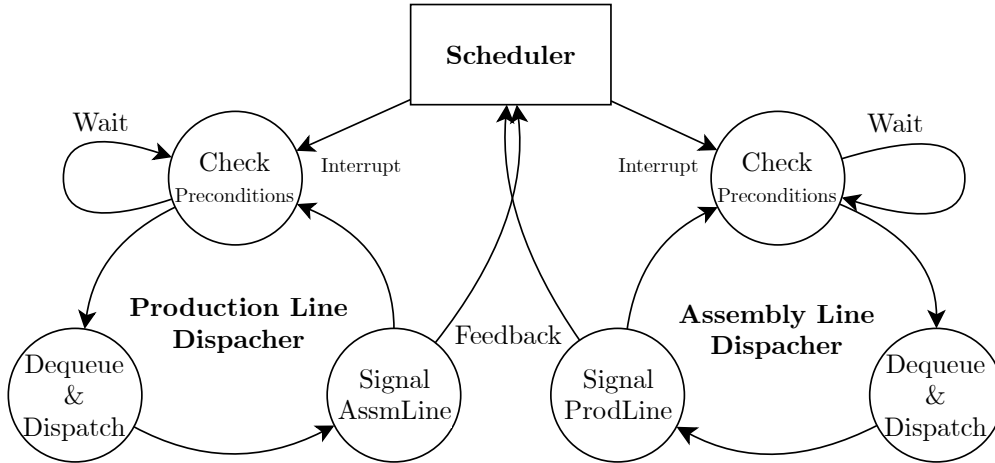 Scheduler
Wait
Wait
Check
Preconditions
Interrupt
Interrupt
Check
Preconditions
Production Line
Dispacher
Assembly Line
Dispacher
Feedback
Dequeue
&
Dispatch
Signal
AssmLine
Signal
ProdLine
Dequeue
&
Dispatch